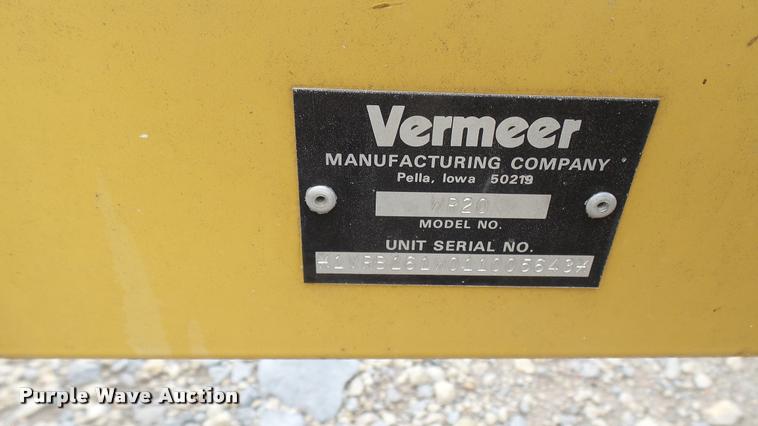 Vermeer
MANUFACTURING COMPANY
Pella, Iowa 50219
MODEL NO.
UNIT SERIAL NO.
Purple Wave Auction